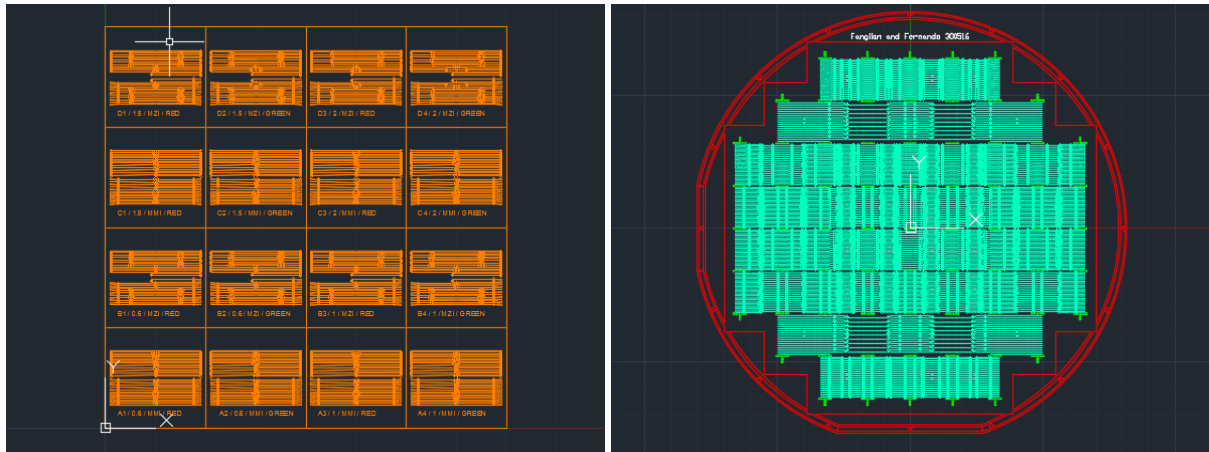 Fangilan and Fernando 300516
D1 / 1.5 / MZI / RED
D2 / 1.5 / MZI / GREEN
D3 / 2 / MZI / RED
D4 / 2 / MZI / GREEN
C1 / 1.5 / MMI / RED
C2 / 1.5 / MMI / GREEN
C3 / 2 / MMI / RED
C4 / 2 / MMI / GREEN
B1 / 0.5 / MZI / RED
B2 / 0.5 / MZI / GREEN
B3 / 1 / MZI / RED
B4 / 1 / MZI / GREEN
A1 / 0.5 / MMI / RED
A2 / 0.5 / MMI / GREEN
A3 / 1 / MMI / RED
A4 / 1 / MMI / GREEN
Y
X
Y
X